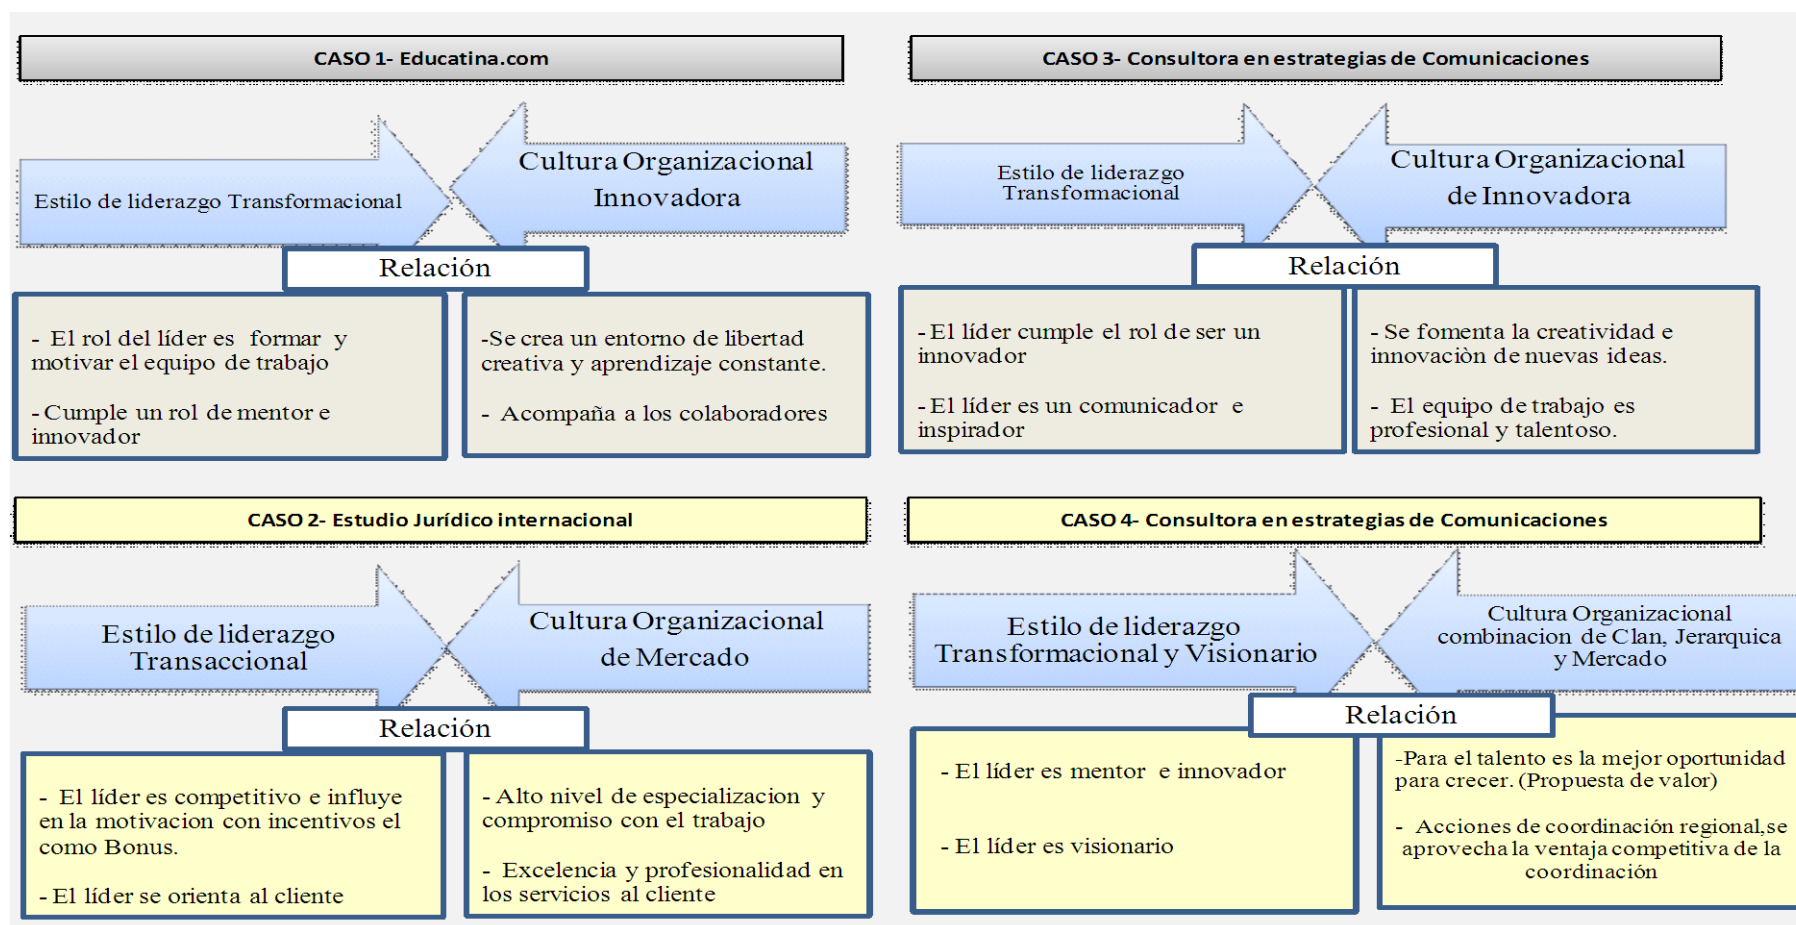 CASO 1- Educatina.com
Estilo de liderazgo Transformacional
Cultura Organizacional
Innovadora
Relación
- El rol del líder es formar y
motivar el equipo de trabajo
- Cumple un rol de mentor e
innovador
-Se crea un entorno de libertad
creativa y aprendizaje constante.
- Acompaña a los colaboradores
CASO 3- Consultora en estrategias de Comunicaciones
Estilo de liderazgo
Transformacional
Cultura Organizacional
de Innovadora
Relación
- El líder cumple el rol de ser un
innovador
- El líder es un comunicador e
inspirador
- Se fomenta la creatividad e
innovaciòn de nuevas ideas.
- El equipo de trabajo es
profesional y talentoso.
CASO 2- Estudio Jurídico internacional
Estilo de liderazgo
Transaccional
Cultura Organizacional
de Mercado
Relación
- El líder es competitivo e influye
en la motivacion con incentivos el
como Bonus.
- El líder se orienta al cliente
- Alto nivel de especializacion y
compromiso con el trabajo
- Excelencia y profesionalidad en
los servicios al cliente
CASO 4- Consultora en estrategias de Comunicaciones
Estilo de liderazgo
Transformacional y Visionario
Cultura Organizacional
combinacion de Clan, Jerarquica
y Mercado
Relación
- El líder es mentor e innovador
- El líder es visionario
-Para el talento es la mejor oportunidad
para crecer. (Propuesta de valor)
- Acciones de coordinación regional,se
aprovecha la ventaja competitiva de la
coordinación